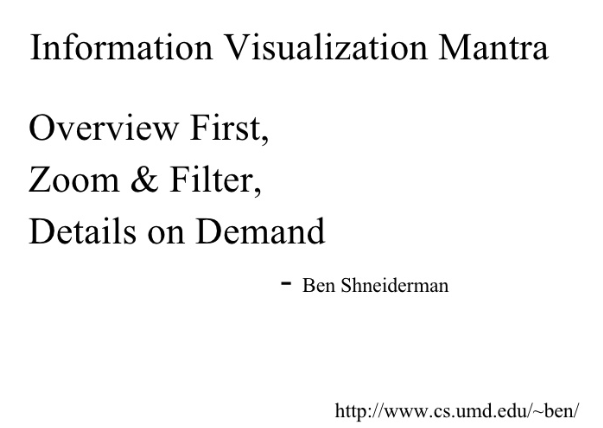 Information Visualization Mantra
Overview First,
Zoom & Filter,
Details on Demand
- Ben Shneiderman
http://www.cs.umd.edu/~ben/